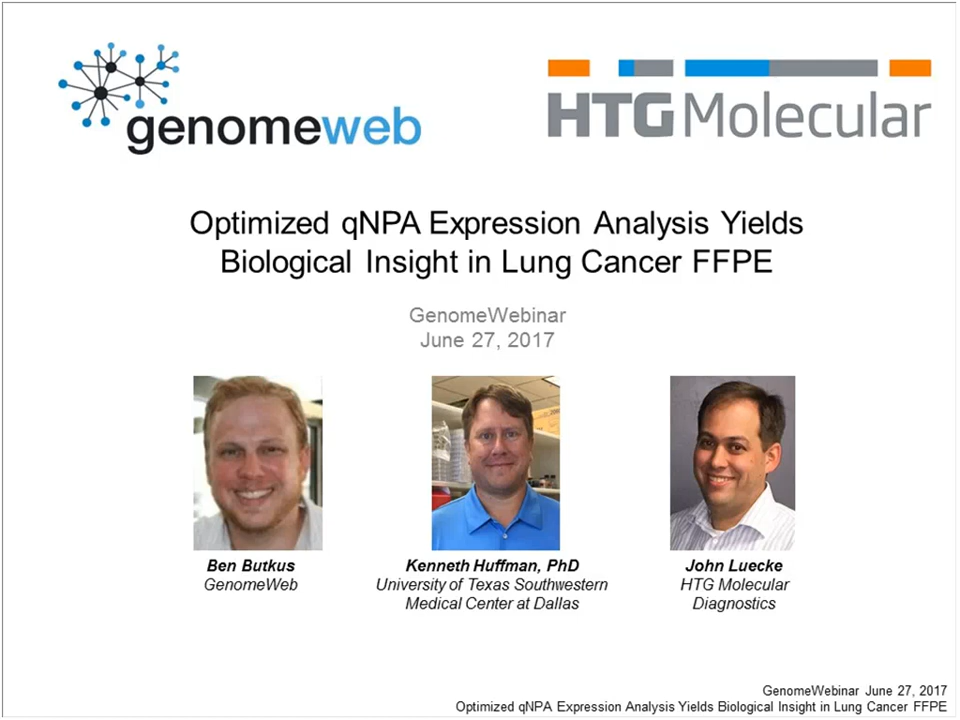 genomeweb
HTGMolecular
Optimized qNPA Expression Analysis Yields
Biological Insight in Lung Cancer FFPE
GenomeWebinar
June 27, 2017
Ben Butkus
GenomeWeb
Kenneth Huffman, PhD
University of Texas Southwestern
Medical Center at Dallas
John Luecke
HTG Molecular
Diagnostics
GenomeWebinar June 27, 2017
Optimized qNPA Expression Analysis Yields Biological Insight in Lung Cancer FFPE